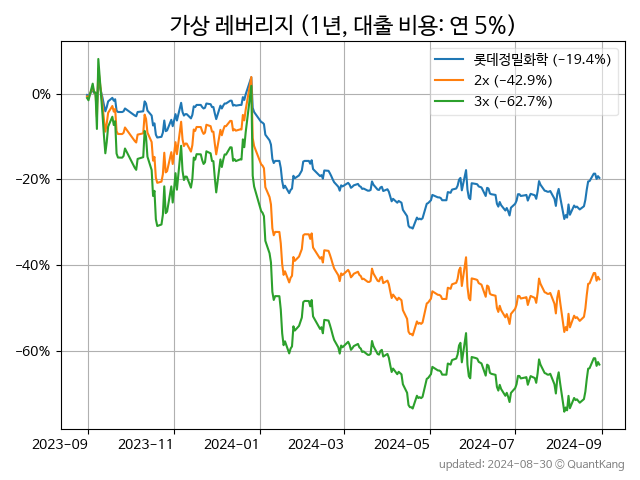 가상 레버리지 (1년, 대출 비용: 연 5%)
롯데정밀화학 (−19.4%)
2x (−42.9%)
3x (−62.7%)
0%
−20%
−40%
−60%
2023-09 2023-11 2024-01 2024-03 2024-05 2024-07 2024-09
updated: 2024-08-30 © QuantKang